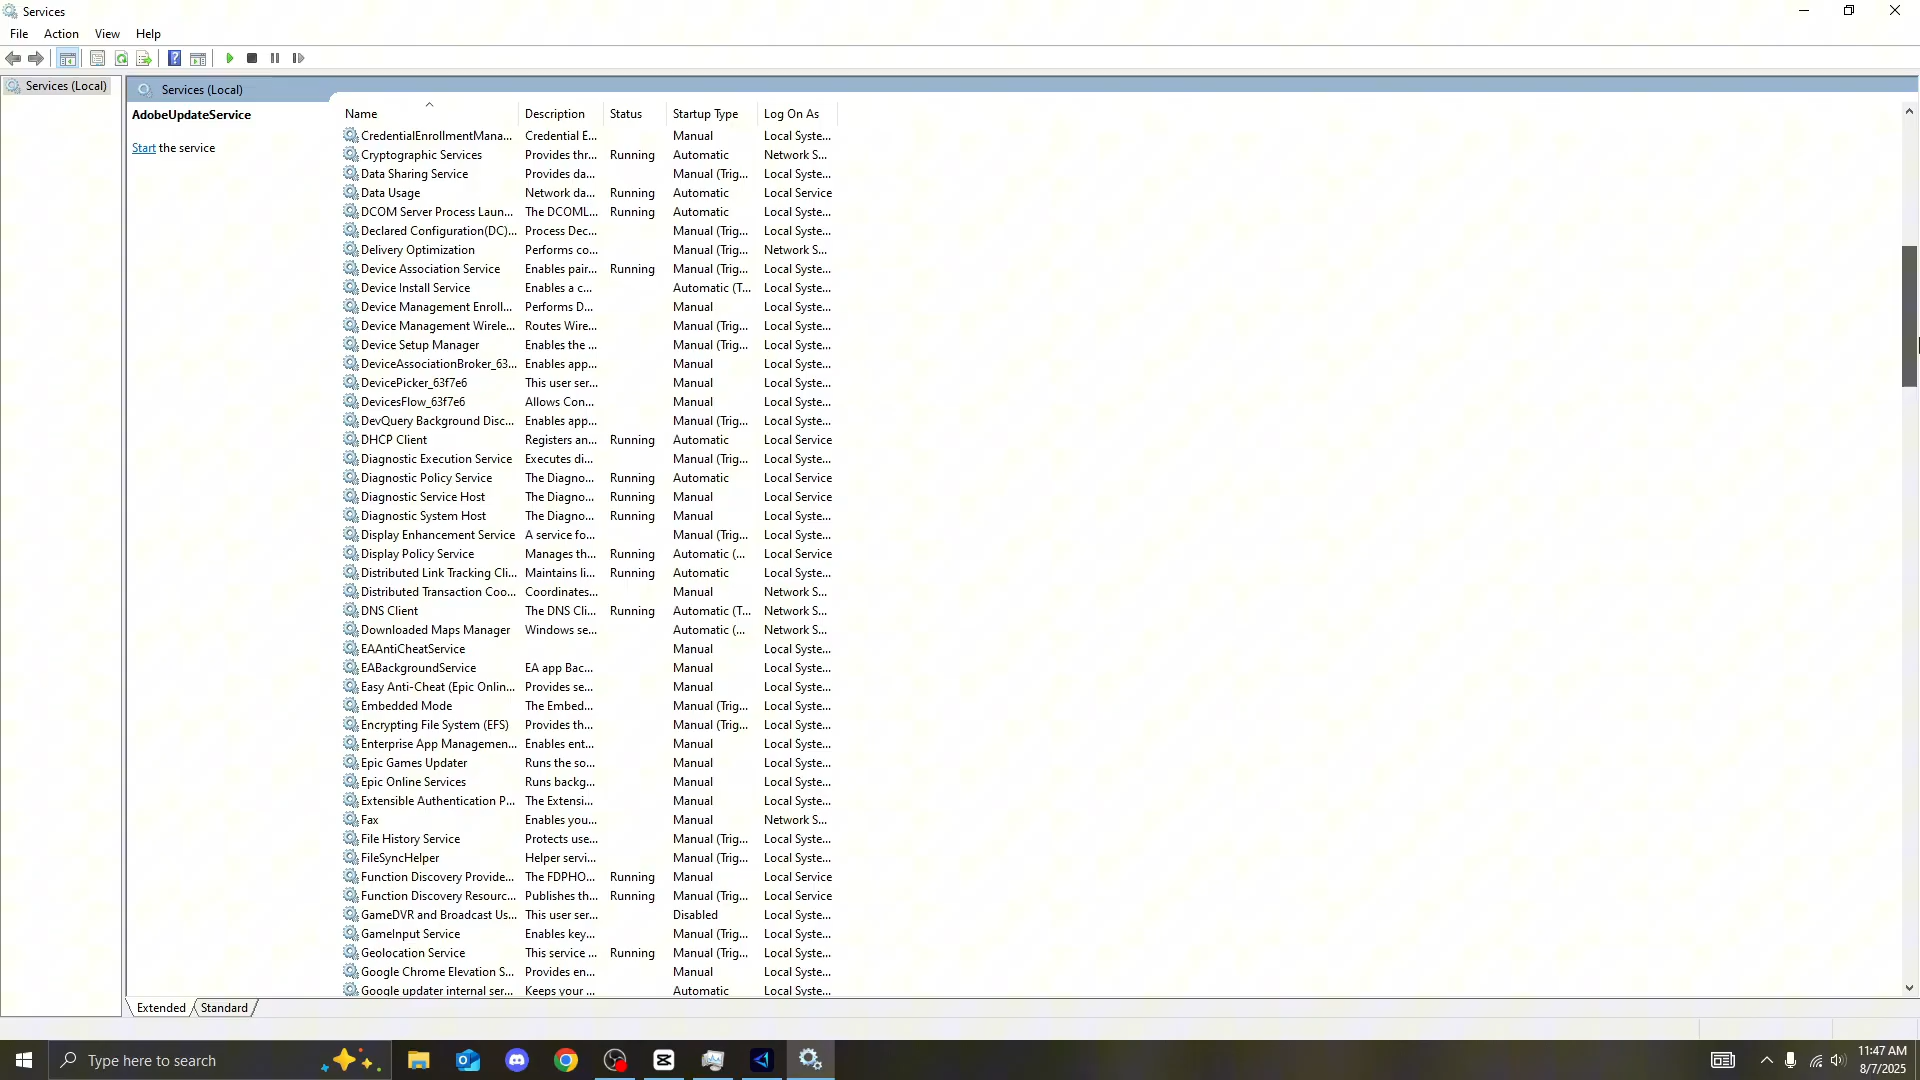 Services
File Action View Help
Services (Local)
Services (Local)
AdobeUpdateService
Start the service
Name Description Status Startup Type Log On As
CredentialEnrollmentMana... Credential E... Manual Local Syste...
Cryptographic Services Provides thr... Running Automatic Network S...
Data Sharing Service Provides da... Manual (Trig... Local Syste...
Data Usage Network da... Running Automatic Local Service
DCOM Server Process Laun... The DCOML... Running Automatic Local Syste...
Declared Configuration(DC)... Process Dec... Manual (Trig... Local Syste...
Delivery Optimization Performs co... Manual (Trig... Network S...
Device Association Service Enables pair... Running Manual (Trig... Local Syste...
Device Install Service Enables a c... Automatic (T... Local Syste...
Device Management Enroll... Performs D... Manual Local Syste...
Device Management Wirele... Routes Wire... Manual (Trig... Local Syste...
Device Setup Manager Enables the ... Manual (Trig... Local Syste...
DeviceAssociationBroker_63... Enables app... Manual Local Syste...
DevicePicker_63f7e6 This user ser... Manual Local Syste...
DevicesFlow_63f7e6 Allows Con... Manual Local Syste...
DevQuery Background Disc... Enables app... Manual (Trig... Local Syste...
DHCP Client Registers an... Running Automatic Local Service
Diagnostic Execution Service Executes di... Manual (Trig... Local Syste...
Diagnostic Policy Service The Diagno... Running Automatic Local Service
Diagnostic Service Host The Diagno... Running Manual Local Service
Diagnostic System Host The Diagno... Running Manual Local Syste...
Display Enhancement Service A service fo... Manual (Trig... Local Syste...
Display Policy Service Manages th... Running Automatic (... Local Service
Distributed Link Tracking Cli... Maintains li... Running Automatic Local Syste...
Distributed Transaction Coo... Coordinates... Manual Network S...
DNS Client The DNS Cli... Running Automatic (T... Network S...
Downloaded Maps Manager Windows se... Automatic (... Network S...
EAAntiCheatService Manual Local Syste...
EABackgroundService EA app Bac... Manual Local Syste...
Easy Anti-Cheat (Epic Onlin... Provides se... Manual Local Syste...
Embedded Mode The Embed... Manual (Trig... Local Syste...
Encrypting File System (EFS) Provides th... Manual (Trig... Local Syste...
Enterprise App Managemen... Enables ent... Manual Local Syste...
Epic Games Updater Runs the so... Manual Local Syste...
Epic Online Services Runs backg... Manual Local Syste...
Extensible Authentication P... The Extensi... Manual Local Syste...
Fax Enables you... Manual Network S...
File History Service Protects use... Manual (Trig... Local Syste...
FileSyncHelper Helper servi... Manual (Trig... Local Syste...
Function Discovery Provide... The FDPHO... Running Manual Local Service
Function Discovery Resourc... Publishes th... Running Manual (Trig... Local Service
GameDVR and Broadcast Us... This user ser... Disabled Local Syste...
GameInput Service Enables key... Manual (Trig... Local Syste...
Geolocation Service This service ... Running Manual (Trig... Local Syste...
Google Chrome Elevation S... Provides en... Manual Local Syste...
Google updater internal ser... Keeps your ... Automatic Local Syste...
Extended Standard
Type here to search
11:47 AM
8/7/2025